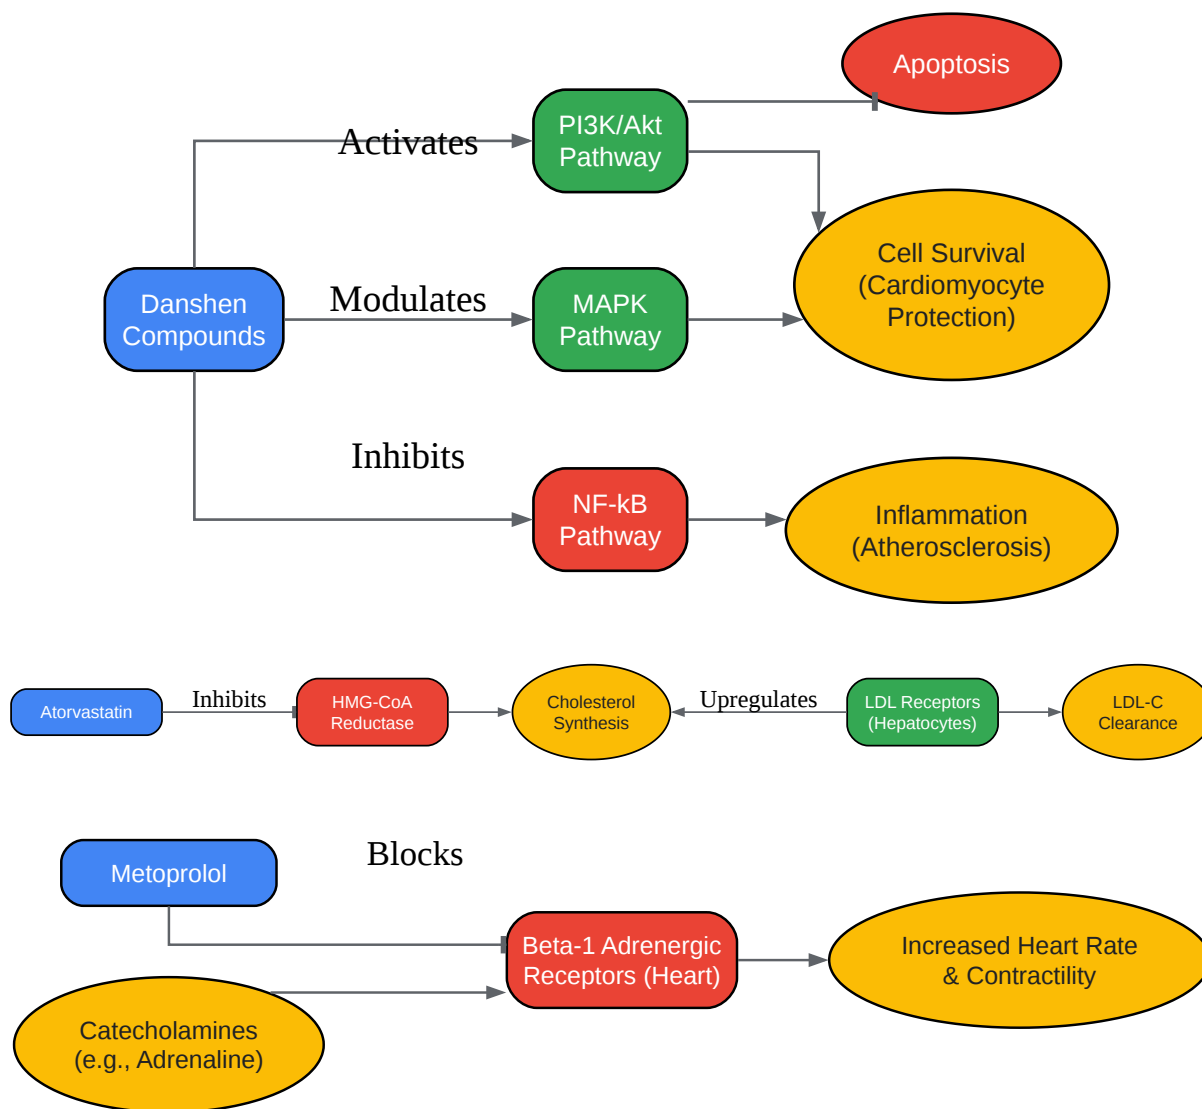 Apoptosis
Activates
PI3K/Akt
Pathway
Cell Survival
(Cardiomyocyte
Protection)
Danshen
Compounds
Modulates
MAPK
Pathway
Inhibits
NF-kB
Pathway
Inflammation
(Atherosclerosis)
Atorvastatin
Inhibits
HMG-CoA
Reductase
Cholesterol
Synthesis
Upregulates
LDL Receptors
(Hepatocytes)
LDL-C
Clearance
Metoprolol
Blocks
Beta-1 Adrenergic
Receptors (Heart)
Increased Heart Rate
& Contractility
Catecholamines
(e.g., Adrenaline)